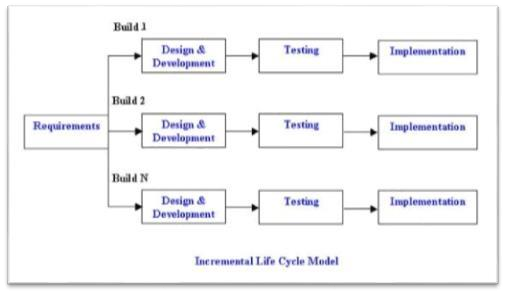 Build 1
Design &
Development
Testing
Implementation
Build 2
Requirements
Design &
Development
Testing
Implementation
Build N
Design &
Development
Testing
Implementation
Incremental Life Cycle Model